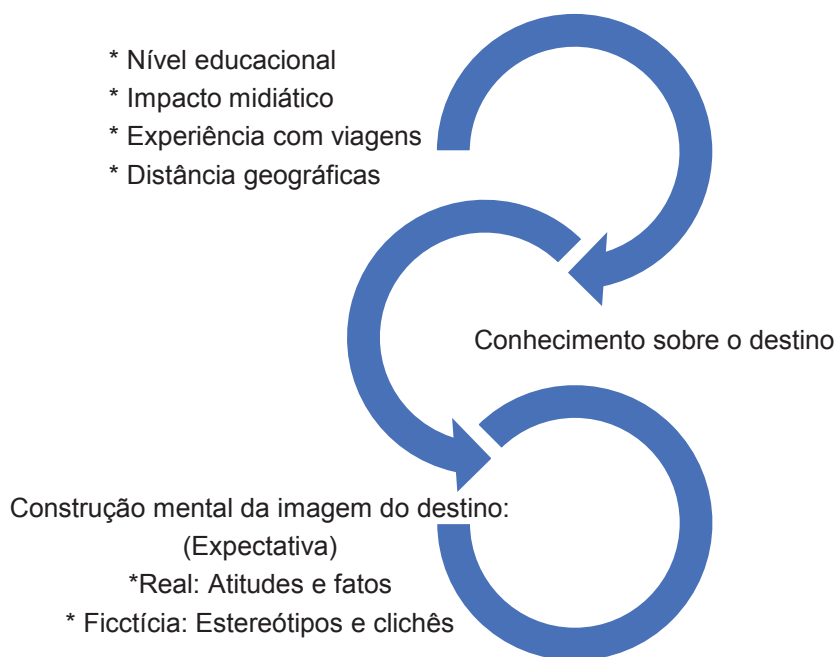 * Nível educacional
* Impacto midiático
* Experiência com viagens
* Distância geográficas
Conhecimento sobre o destino
Construção mental da imagem do destino:
(Expectativa)
*Real: Atitudes e fatos
* Ficctícia: Estereótipos e clichês